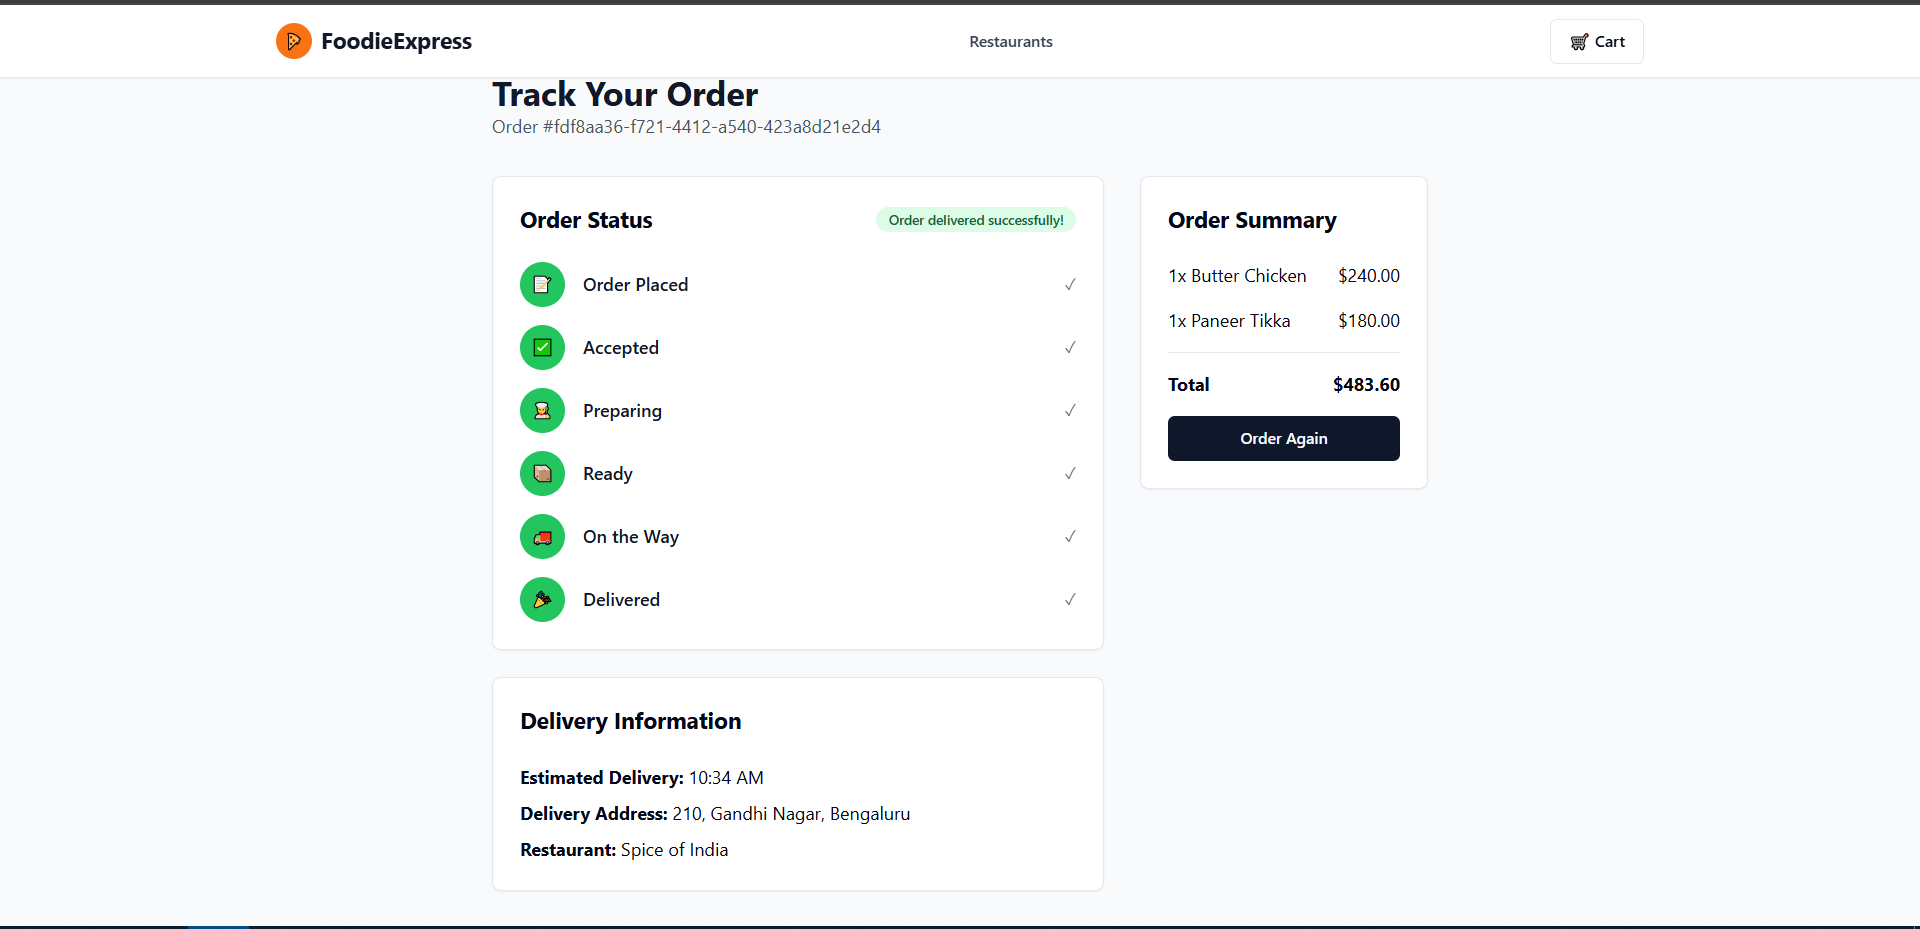 FoodieExpress
Restaurants
Cart
Track Your Order
Order #fdf8aa36-f721-4412-a540-423a8d21e2d4
Order Status
Order delivered successfully!
Order Placed ✓
Accepted ✓
Preparing ✓
Ready ✓
On the Way ✓
Delivered ✓
Order Summary
1x Butter Chicken $240.00
1x Paneer Tikka $180.00
Total $483.60
Order Again
Delivery Information
Estimated Delivery: 10:34 AM
Delivery Address: 210, Gandhi Nagar, Bengaluru
Restaurant: Spice of India